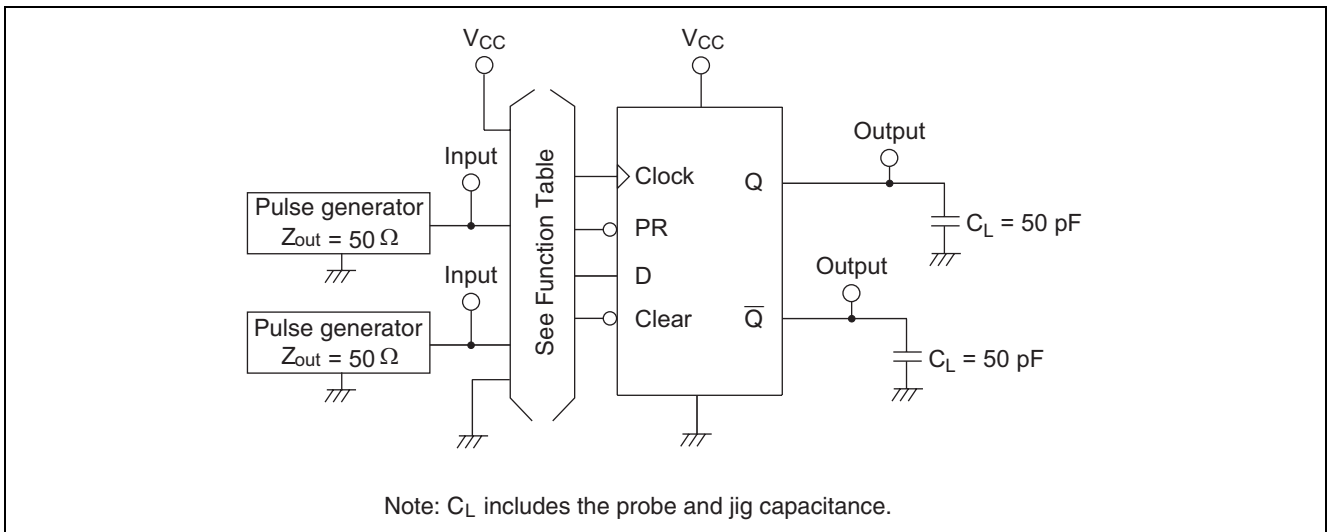 VCC
VCC
Output
Input
Clock
Q
Pulse generator
Zout = 50 Ω
PR
CL = 50 pF
See Function Table
Input
D
Output
Pulse generator
Zout = 50 Ω
Clear
Q̅
CL = 50 pF
Note: CL includes the probe and jig capacitance.